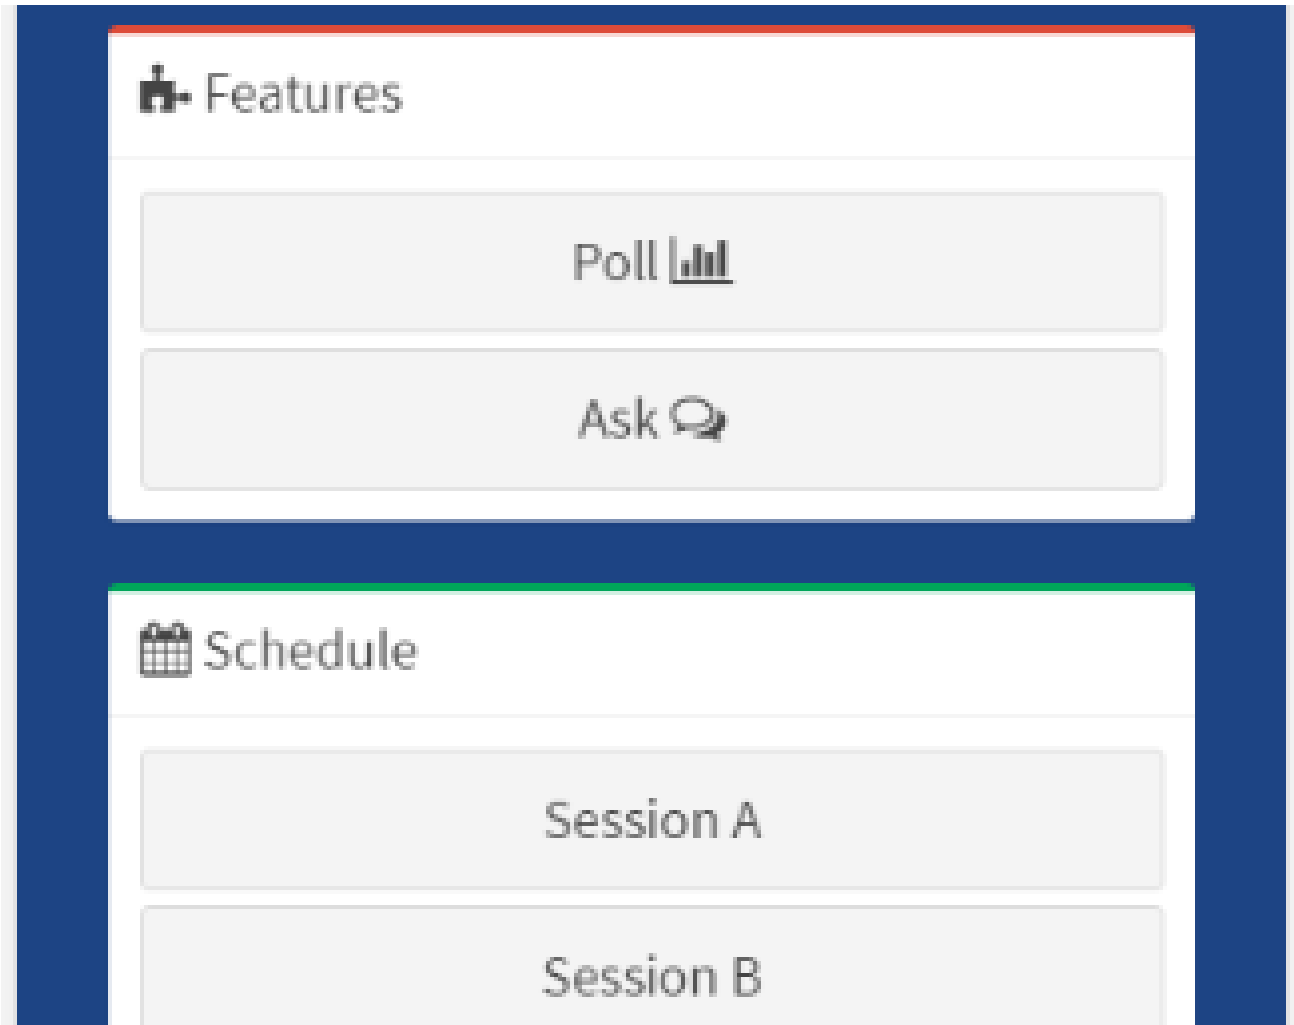 Features
Poll
Ask
Schedule
Session A
Session B